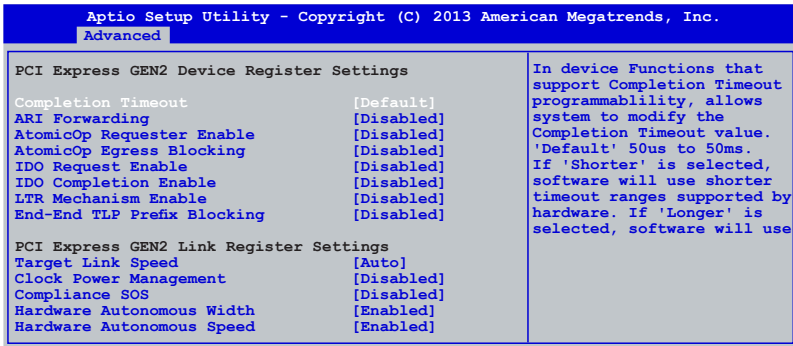 Aptio Setup Utility - Copyright (C) 2013 American Megatrends, Inc.
Advanced
PCI Express GEN2 Device Register Settings
Completion Timeout [Default]
ARI Forwarding [Disabled]
AtomicOp Requester Enable [Disabled]
AtomicOp Egress Blocking [Disabled]
IDO Request Enable [Disabled]
IDO Completion Enable [Disabled]
LTR Mechanism Enable [Disabled]
End-End TLP Prefix Blocking [Disabled]
PCI Express GEN2 Link Register Settings
Target Link Speed [Auto]
Clock Power Management [Disabled]
Compliance SOS [Disabled]
Hardware Autonomous Width [Enabled]
Hardware Autonomous Speed [Enabled]
In device Functions that
support Completion Timeout
programmablility, allows
system to modify the
Completion Timeout value.
'Default' 50us to 50ms.
If 'Shorter' is selected,
software will use shorter
timeout ranges supported by
hardware. If 'Longer' is
selected, software will use